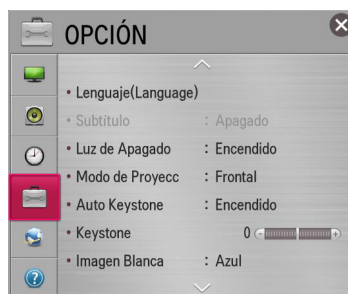 OPCIÓN
• Lenguaje(Language)
• Subtítulo : Apagado
• Luz de Apagado : Encendido
• Modo de Proyecc : Frontal
• Auto Keystone : Encendido
• Keystone 0
• Imagen Blanca : Azul